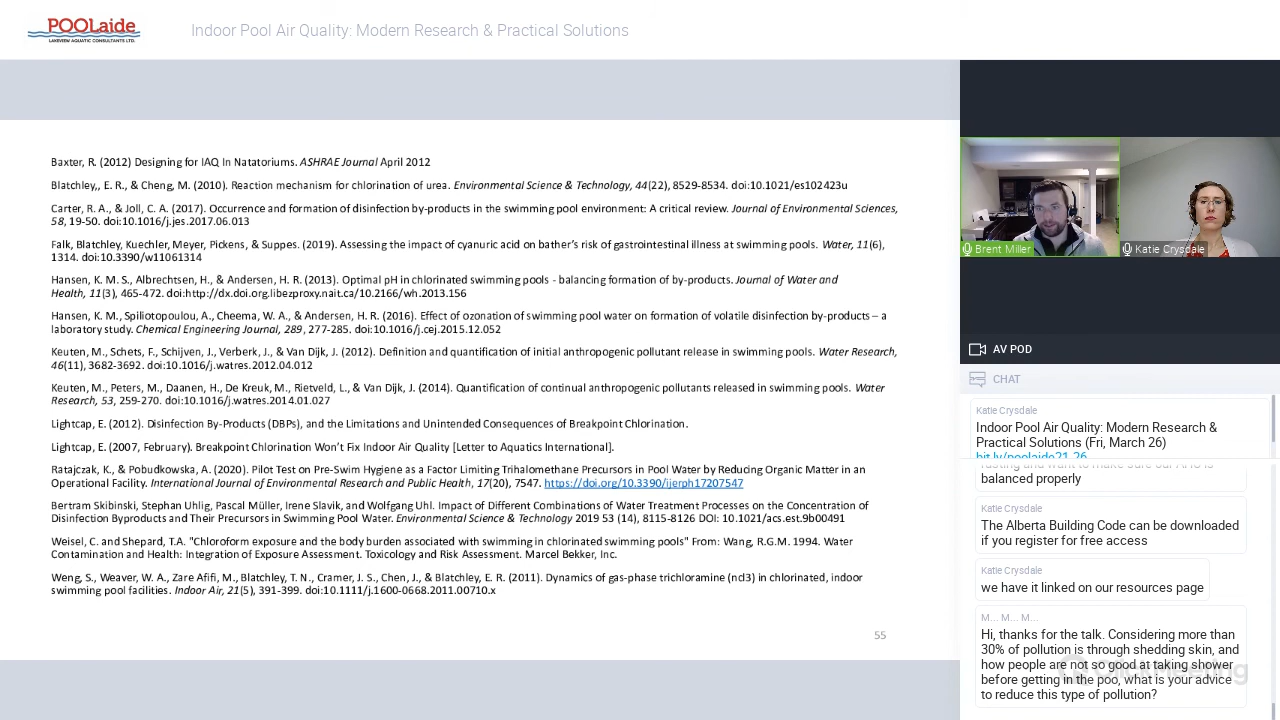 POOLaide
LAKEVIEW AQUATIC CONSULTANTS LTD.
Indoor Pool Air Quality: Modern Research & Practical Solutions
Baxter, R. (2012) Designing for IAQ In Natatoriums. ASHRAE Journal April 2012
Blatchley,, E. R., & Cheng, M. (2010). Reaction mechanism for chlorination of urea. Environmental Science & Technology, 44(22), 8529-8534. doi:10.1021/es102423u
Carter, R. A., & Joll, C. A. (2017). Occurrence and formation of disinfection by-products in the swimming pool environment: A critical review. Journal of Environmental Sciences,
58, 19-50. doi:10.1016/j.jes.2017.06.013
Falk, Blatchley, Kuechler, Meyer, Pickens, & Suppes. (2019). Assessing the impact of cyanuric acid on bather's risk of gastrointestinal illness at swimming pools. Water, 11(6),
1314. doi:10.3390/w11061314
Hansen, K. M. S., Albrechtsen, H., & Andersen, H. R. (2013). Optimal pH in chlorinated swimming pools - balancing formation of by-products. Journal of Water and
Health, 11(3), 465-472. doi:http://dx.doi.org.libezproxy.nait.ca/10.2166/wh.2013.156
Hansen, K. M., Spiliotopoulou, A., Cheema, W. A., & Andersen, H. R. (2016). Effect of ozonation of swimming pool water on formation of volatile disinfection by-products – a
laboratory study. Chemical Engineering Journal, 289, 277-285. doi:10.1016/j.cej.2015.12.052
Keuten, M., Schets, F., Schijven, J., Verberk, J., & Van Dijk, J. (2012). Definition and quantification of initial anthropogenic pollutant release in swimming pools. Water Research,
46(11), 3682-3692. doi:10.1016/j.watres.2012.04.012
Keuten, M., Peters, M., Daanen, H., De Kreuk, M., Rietveld, L., & Van Dijk, J. (2014). Quantification of continual anthropogenic pollutants released in swimming pools. Water
Research, 53, 259-270. doi:10.1016/j.watres.2014.01.027
Lightcap, E. (2012). Disinfection By-Products (DBPs), and the Limitations and Unintended Consequences of Breakpoint Chlorination.
Lightcap, E. (2007, February). Breakpoint Chlorination Won't Fix Indoor Air Quality [Letter to Aquatics International].
Ratajczak, K., & Pobudkowska, A. (2020). Pilot Test on Pre-Swim Hygiene as a Factor Limiting Trihalomethane Precursors in Pool Water by Reducing Organic Matter in an
Operational Facility. International Journal of Environmental Research and Public Health, 17(20), 7547. https://doi.org/10.3390/ijerph17207547
Bertram Skibinski, Stephan Uhlig, Pascal Müller, Irene Slavik, and Wolfgang Uhl. Impact of Different Combinations of Water Treatment Processes on the Concentration of
Disinfection Byproducts and Their Precursors in Swimming Pool Water. Environmental Science & Technology 2019 53 (14), 8115-8126 DOI: 10.1021/acs.est.9b00491
Weisel, C. and Shepard, T.A. "Chloroform exposure and the body burden associated with swimming in chlorinated swimming pools" From: Wang, R.G.M. 1994. Water
Contamination and Health: Integration of Exposure Assessment. Toxicology and Risk Assessment. Marcel Bekker, Inc.
Weng, S., Weaver, W. A., Zare Afifi, M., Blatchley, T. N., Cramer, J. S., Chen, J., & Blatchley, E. R. (2011). Dynamics of gas-phase trichloramine (ncl3) in chlorinated, indoor
swimming pool facilities. Indoor Air, 21(5), 391-399. doi:10.1111/j.1600-0668.2011.00710.x
55
Brent Miller
Katie Crysdale
AV POD
CHAT
Katie Crysdale
Indoor Pool Air Quality: Modern Research &
Practical Solutions (Fri, March 26)
bit.ly/poolaide21-26
rusting and want to make sure our AHU is
balanced properly
Katie Crysdale
The Alberta Building Code can be downloaded
if you register for free access
Katie Crysdale
we have it linked on our resources page
M... M... M...
Hi, thanks for the talk. Considering more than
30% of pollution is through shedding skin, and
how people are not so good at taking shower
before getting in the poo, what is your advice
to reduce this type of pollution?
ClickMeeting